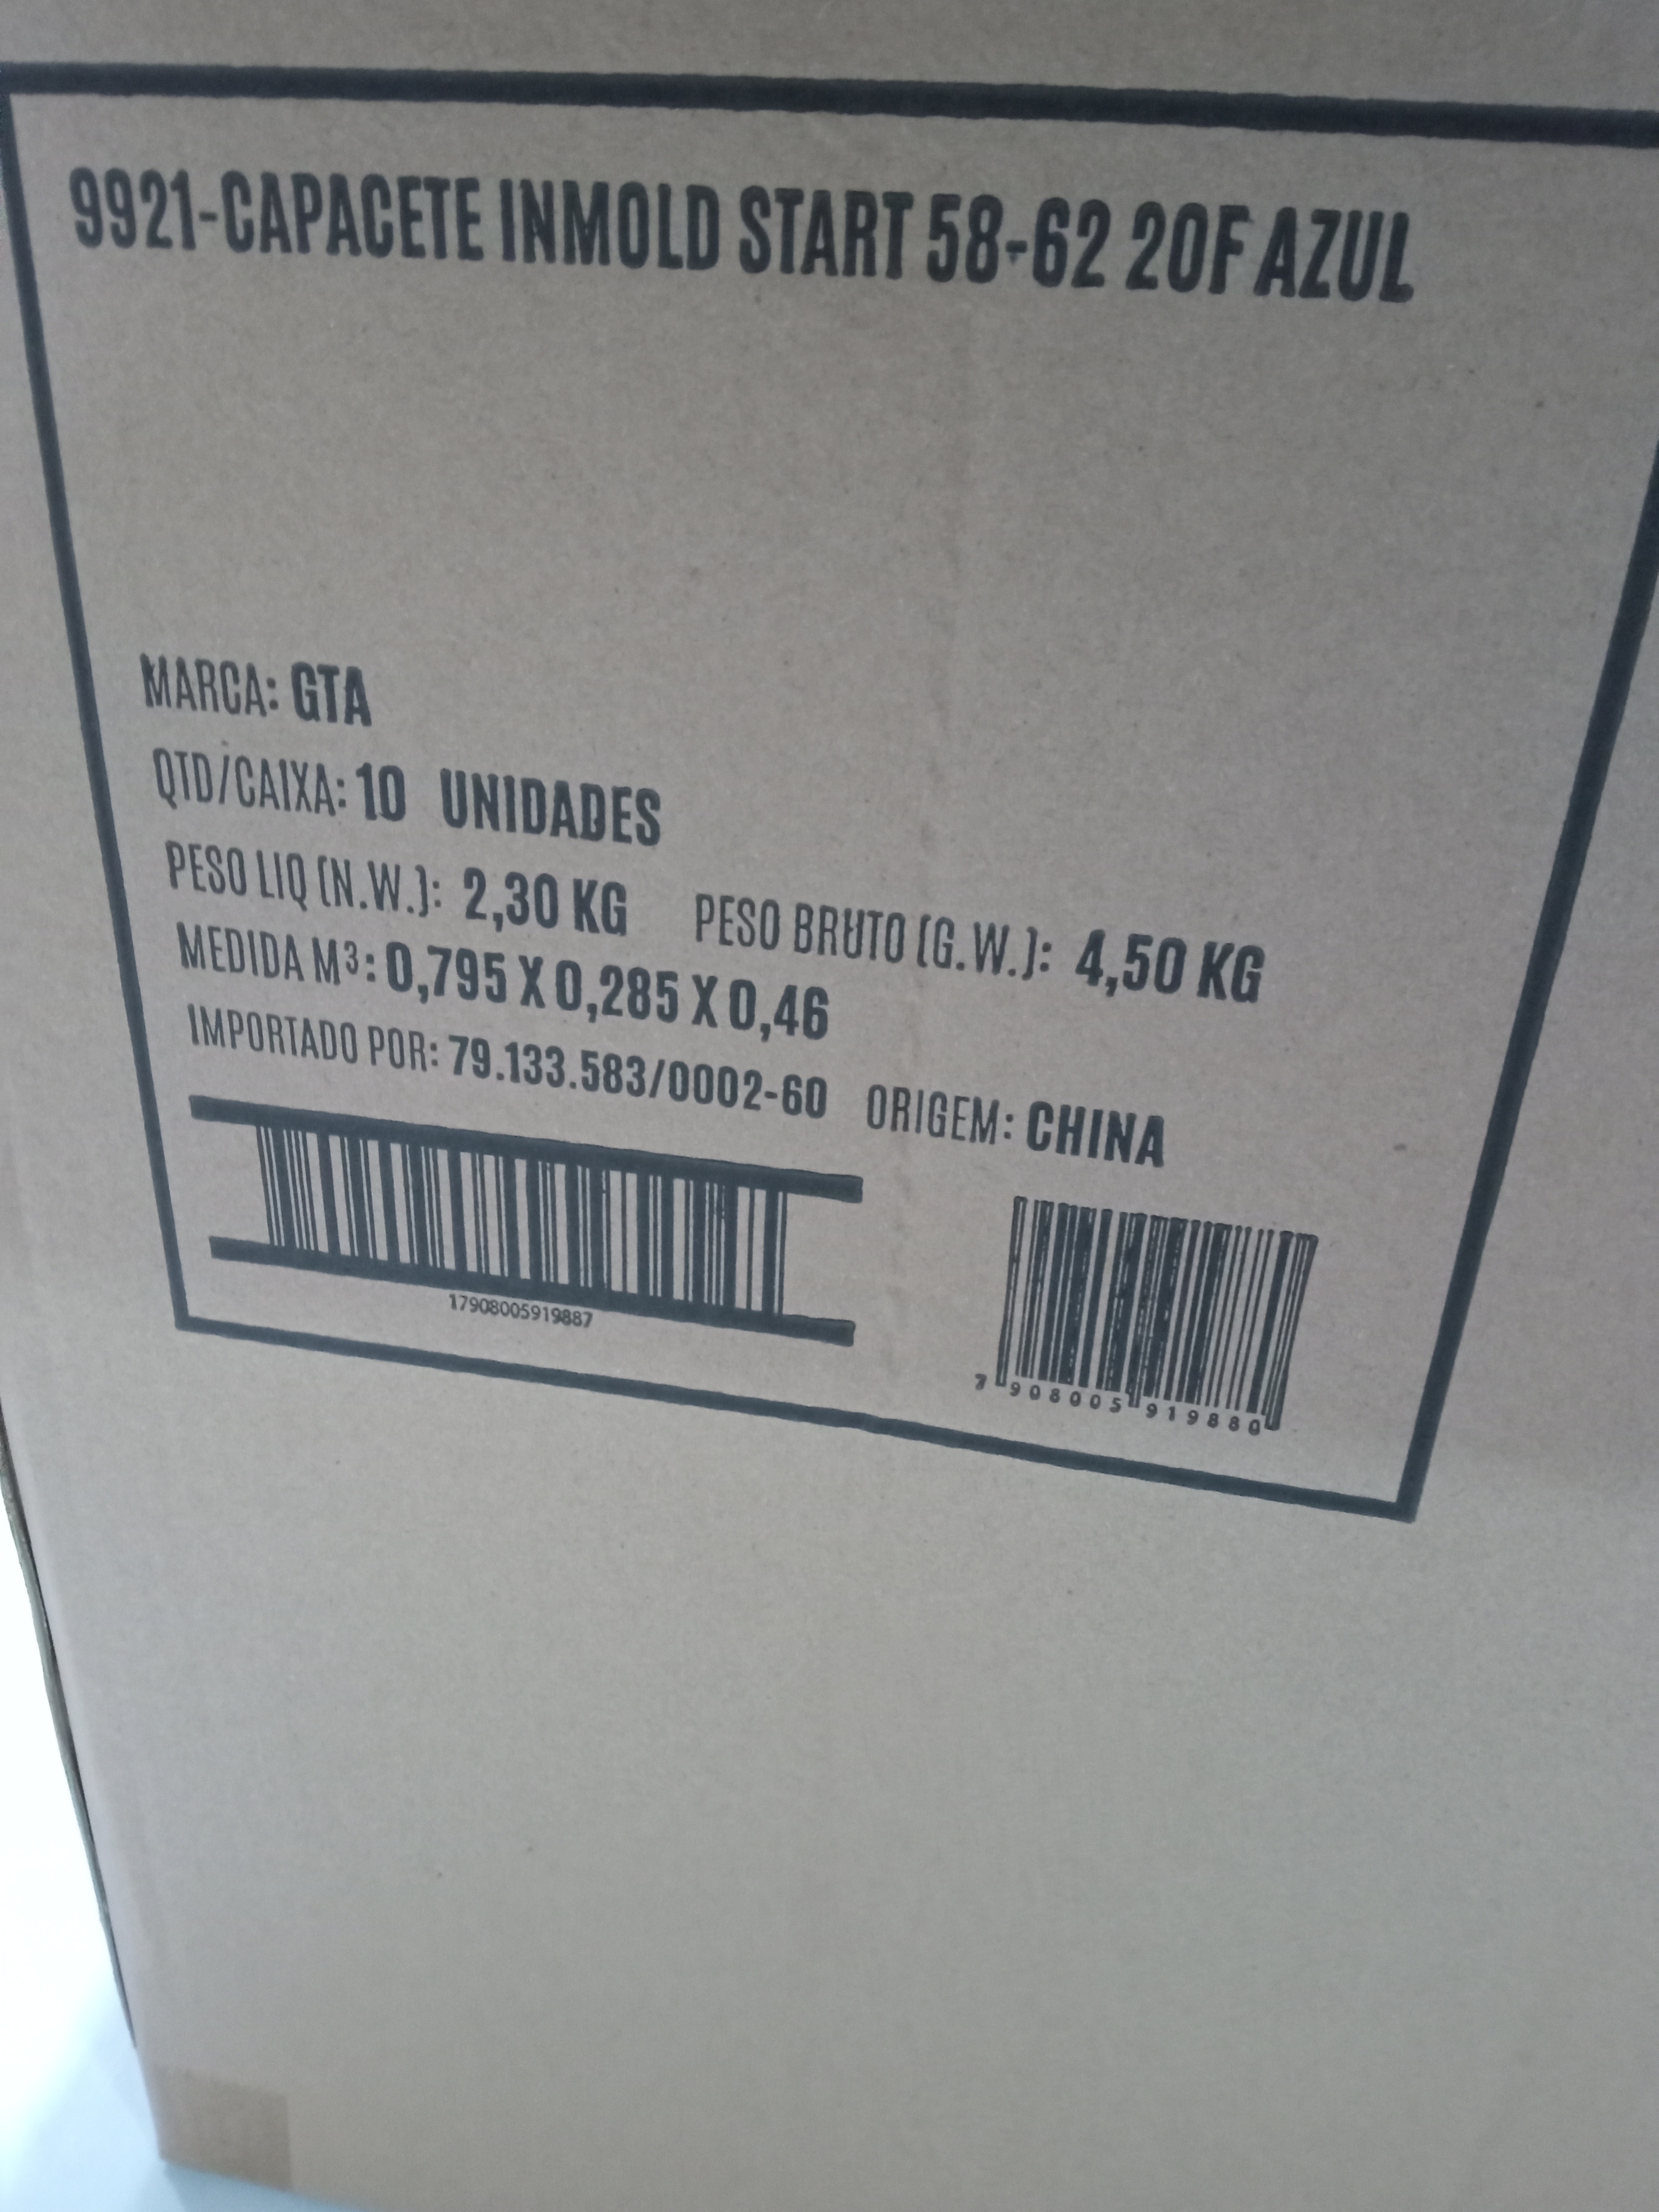 9921-CAPACETE INMOLD START 58-62 20F AZUL
MARCA: GTA
QTD/CAIXA: 10 UNIDADES
PESO LIQ (N.W.): 2,30 KG PESO BRUTO (G.W.): 4,50 KG
MEDIDA M³: 0,795 X 0,285 X 0,46
IMPORTADO POR: 79.133.583/0002-60 ORIGEM: CHINA
17908005919887
7 908005 919880